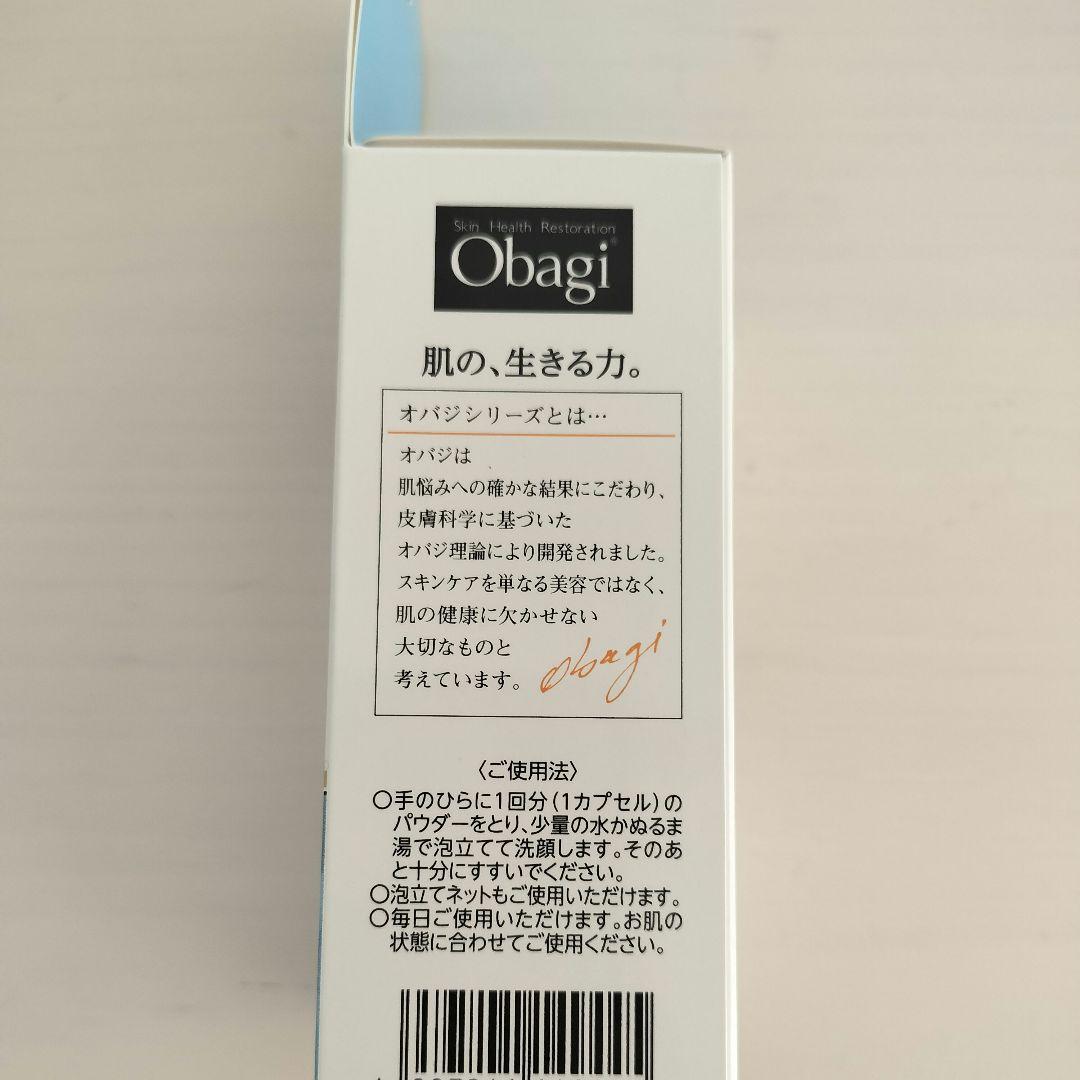 Skin Health Restoration
Obagi®
肌の、生きる力。
オバジシリーズとは…
オバジは
肌悩みへの確かな結果にこだわり、
皮膚科学に基づいた
オバジ理論により開発されました。
スキンケアを単なる美容ではなく、
肌の健康に欠かせない
大切なものと
考えています。
Obagi
〈ご使用法〉
○手のひらに1回分(1カプセル)の
パウダーをとり、少量の水かぬるま
湯で泡立てて洗顔します。そのあ
と十分にすすいでください。
○泡立てネットもご使用いただけます。
○毎日ご使用いただけます。お肌の
状態に合わせてご使用ください。